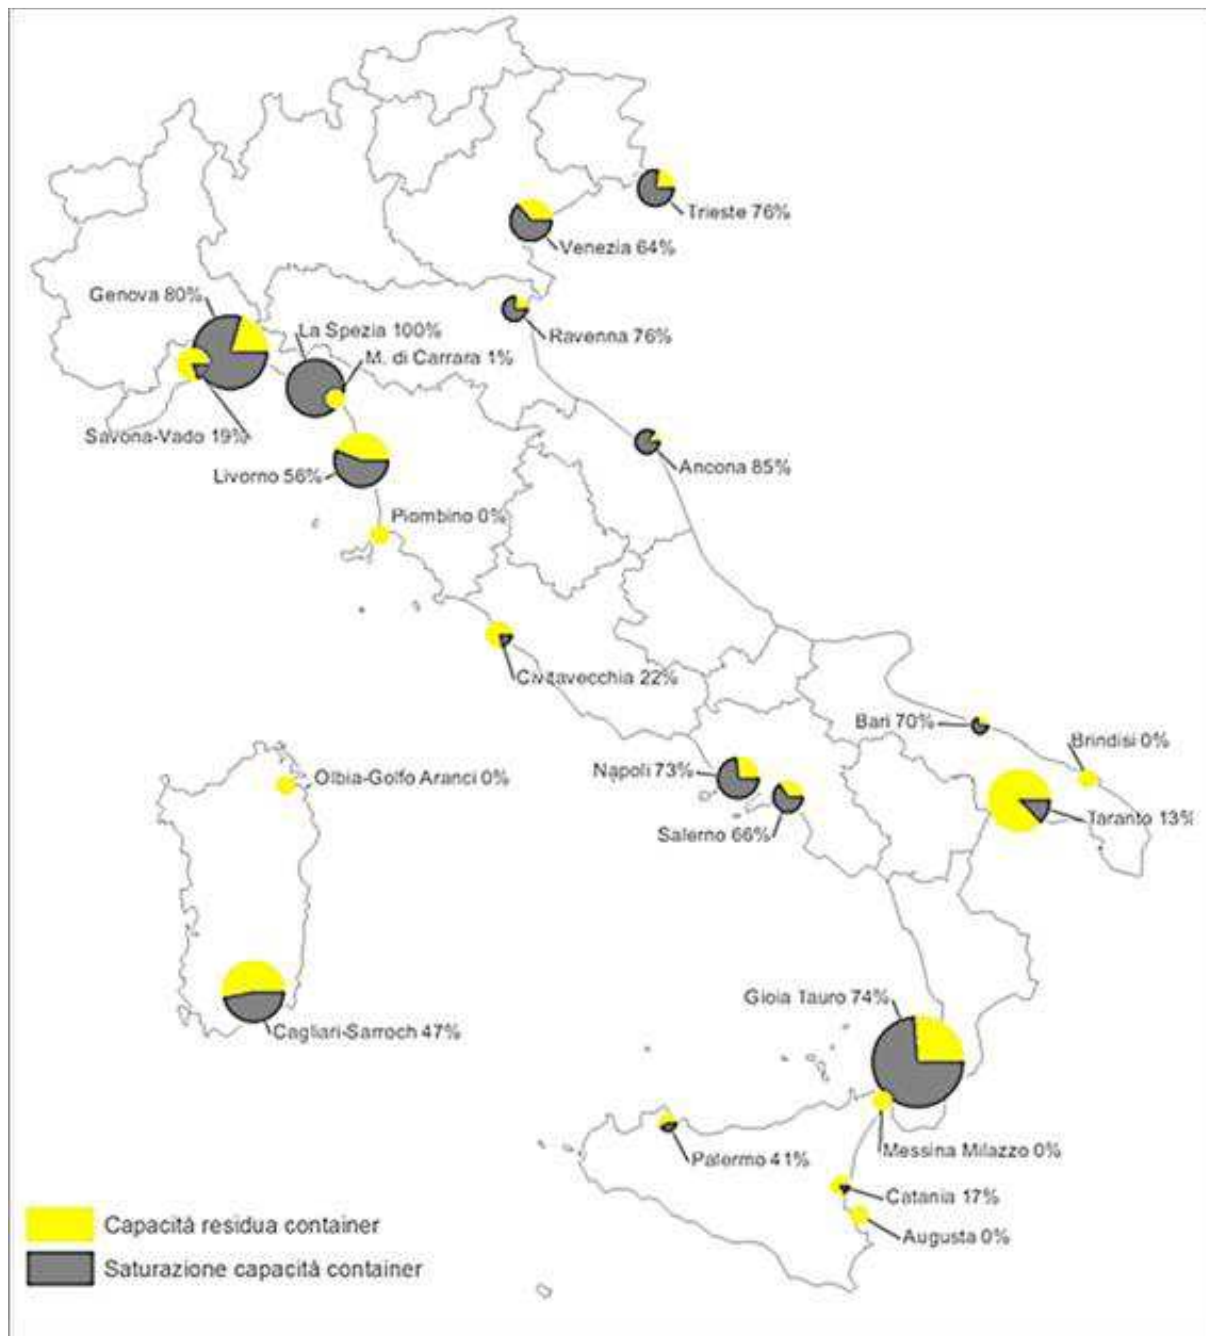 Trieste 76%
Venezia 64%
Genova 80%
La Spezia 100%
Ravenna 76%
M. di Carrara 1%
Savona-Vado 19%
Livorno 56%
Ancona 85%
Piombino 0%
Civitavecchia 22%
Bari 70%
Brindisi 0%
Napoli 73%
Olbia-Golfo Aranci 0%
Taranto 13%
Salerno 66%
Gioia Tauro 74%
Cagliari-Sarroch 47%
Messina Milazzo 0%
Palermo 41%
Catania 17%
Augusta 0%
Capacità residua container
Saturazione capacità container